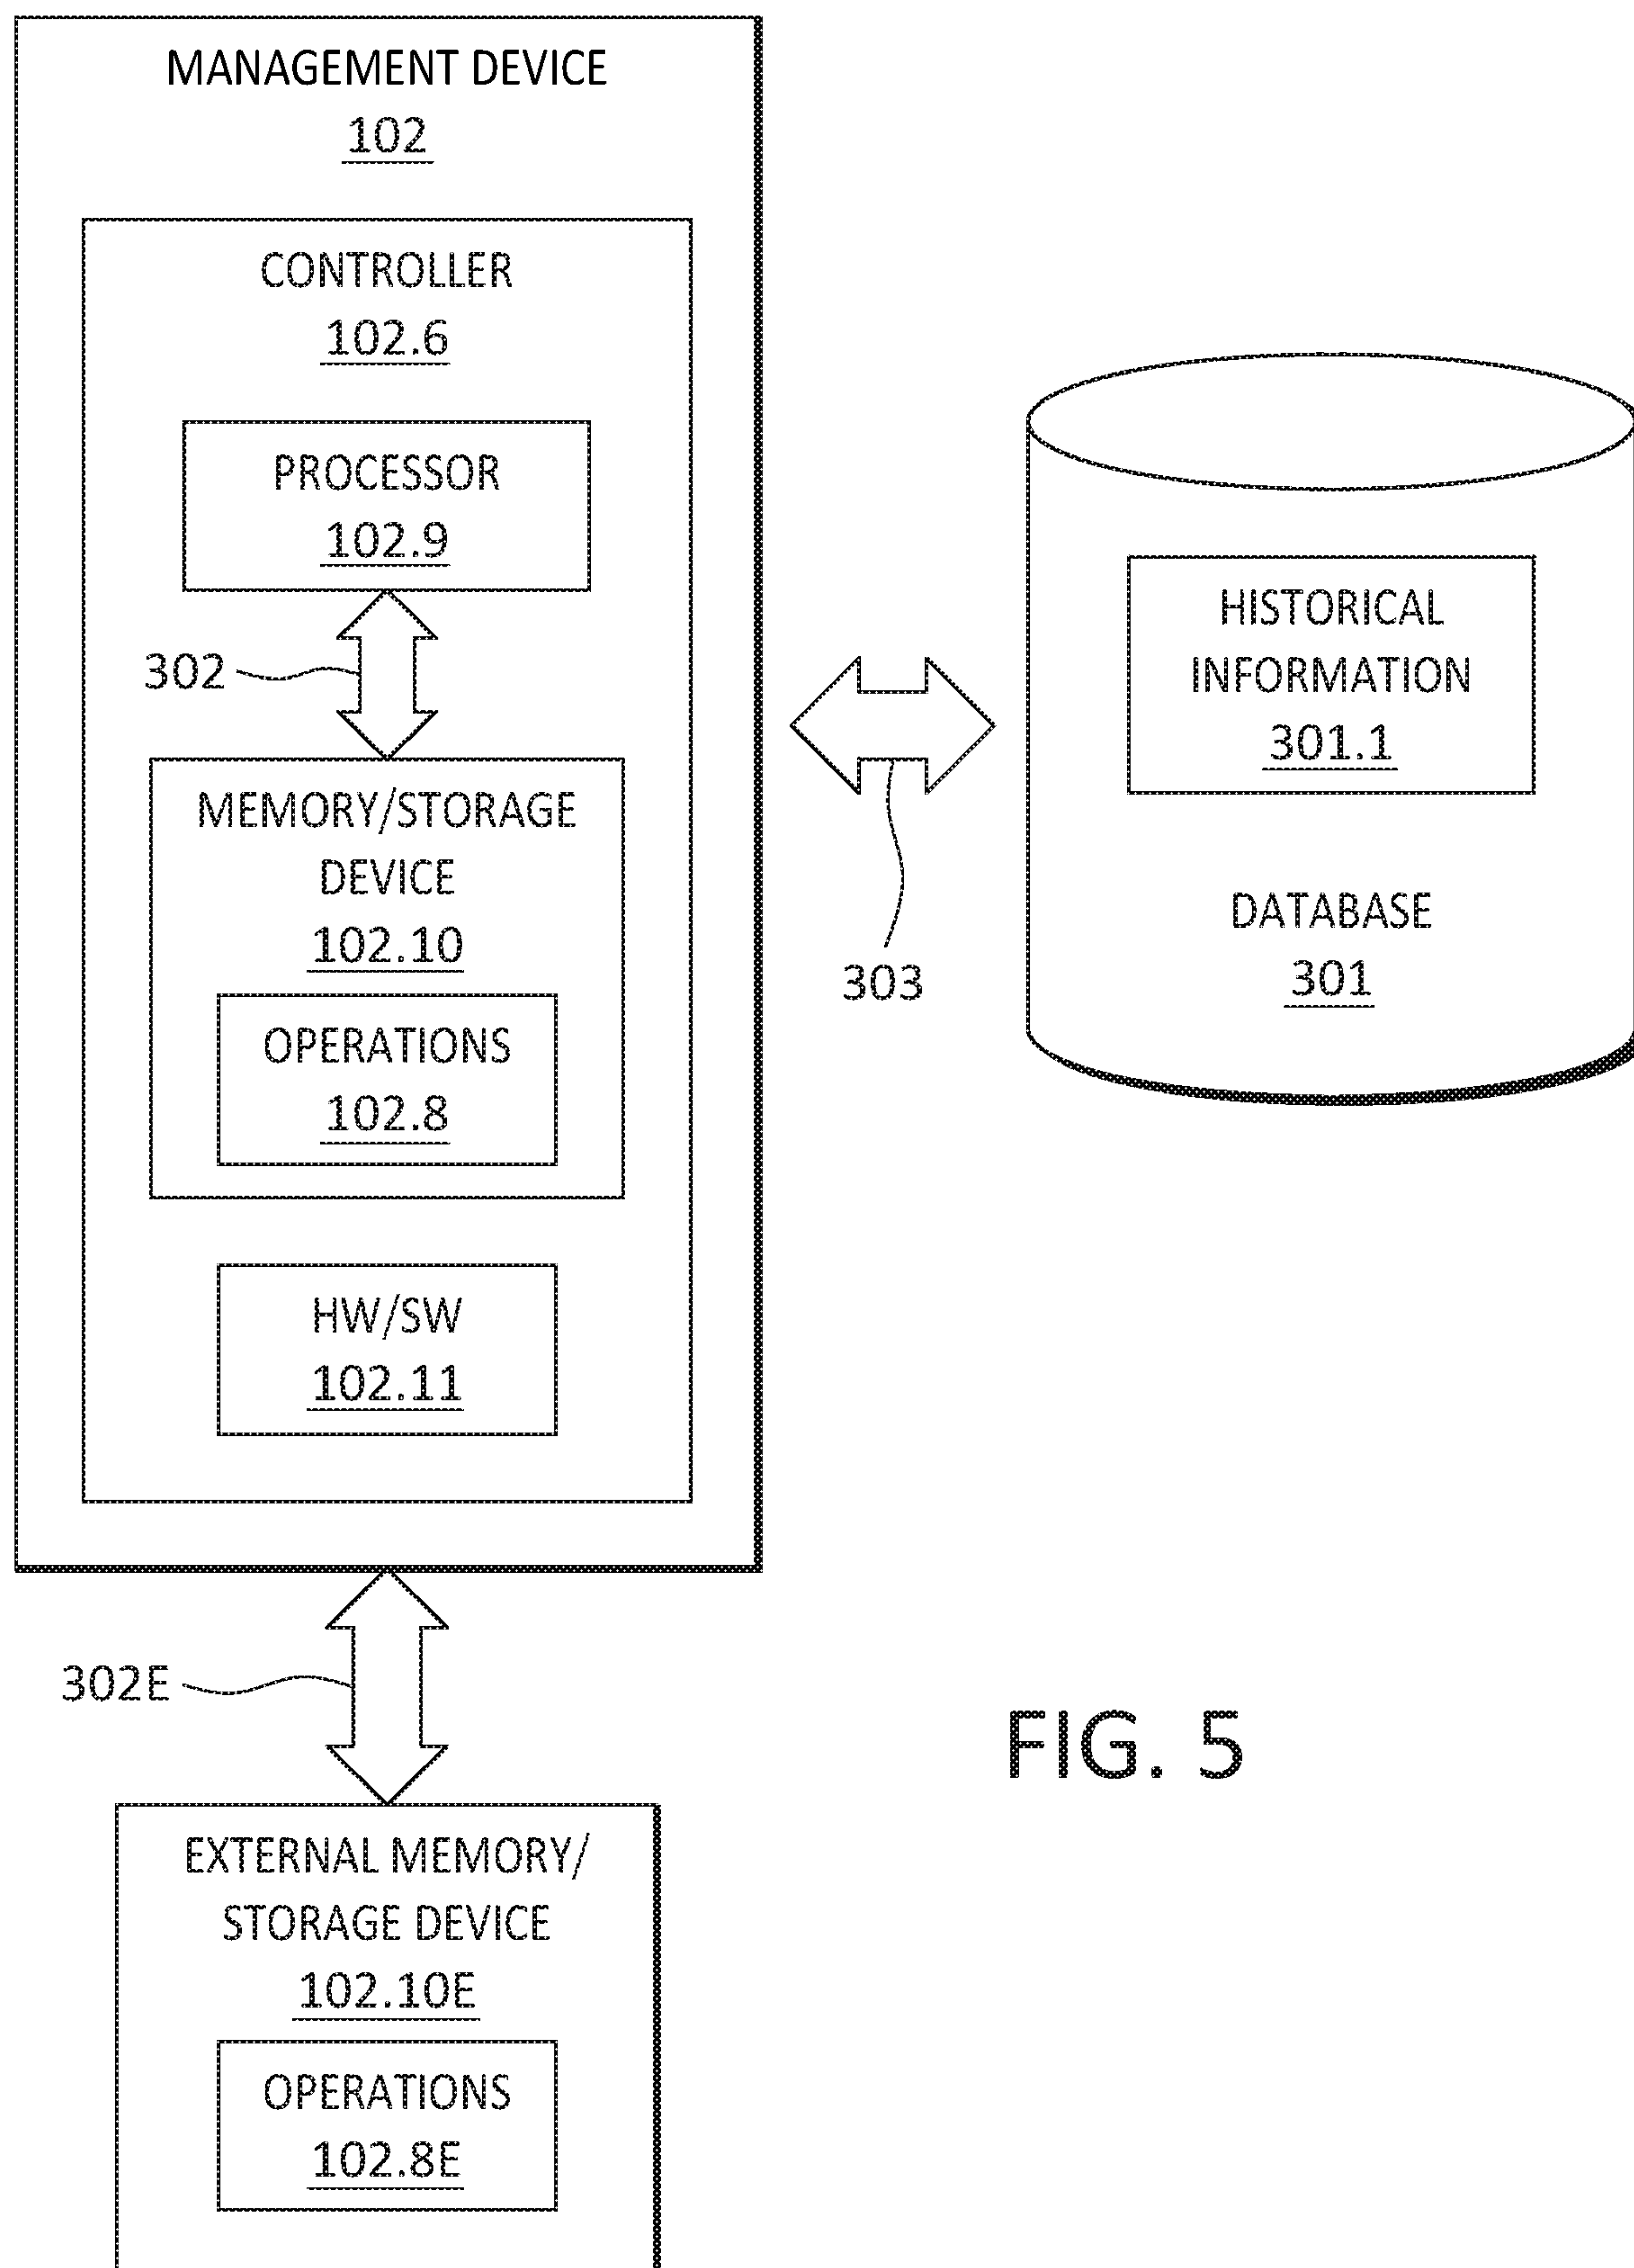 MANAGEMENT DEVICE
102
CONTROLLER
102.6
PROCESSOR
102.9
302
MEMORY/STORAGE
DEVICE
102.10
OPERATIONS
102.8
HW/SW
102.11
303
HISTORICAL
INFORMATION
301.1
DATABASE
301
302E
EXTERNAL MEMORY/
STORAGE DEVICE
102.10E
OPERATIONS
102.8E
FIG. 5